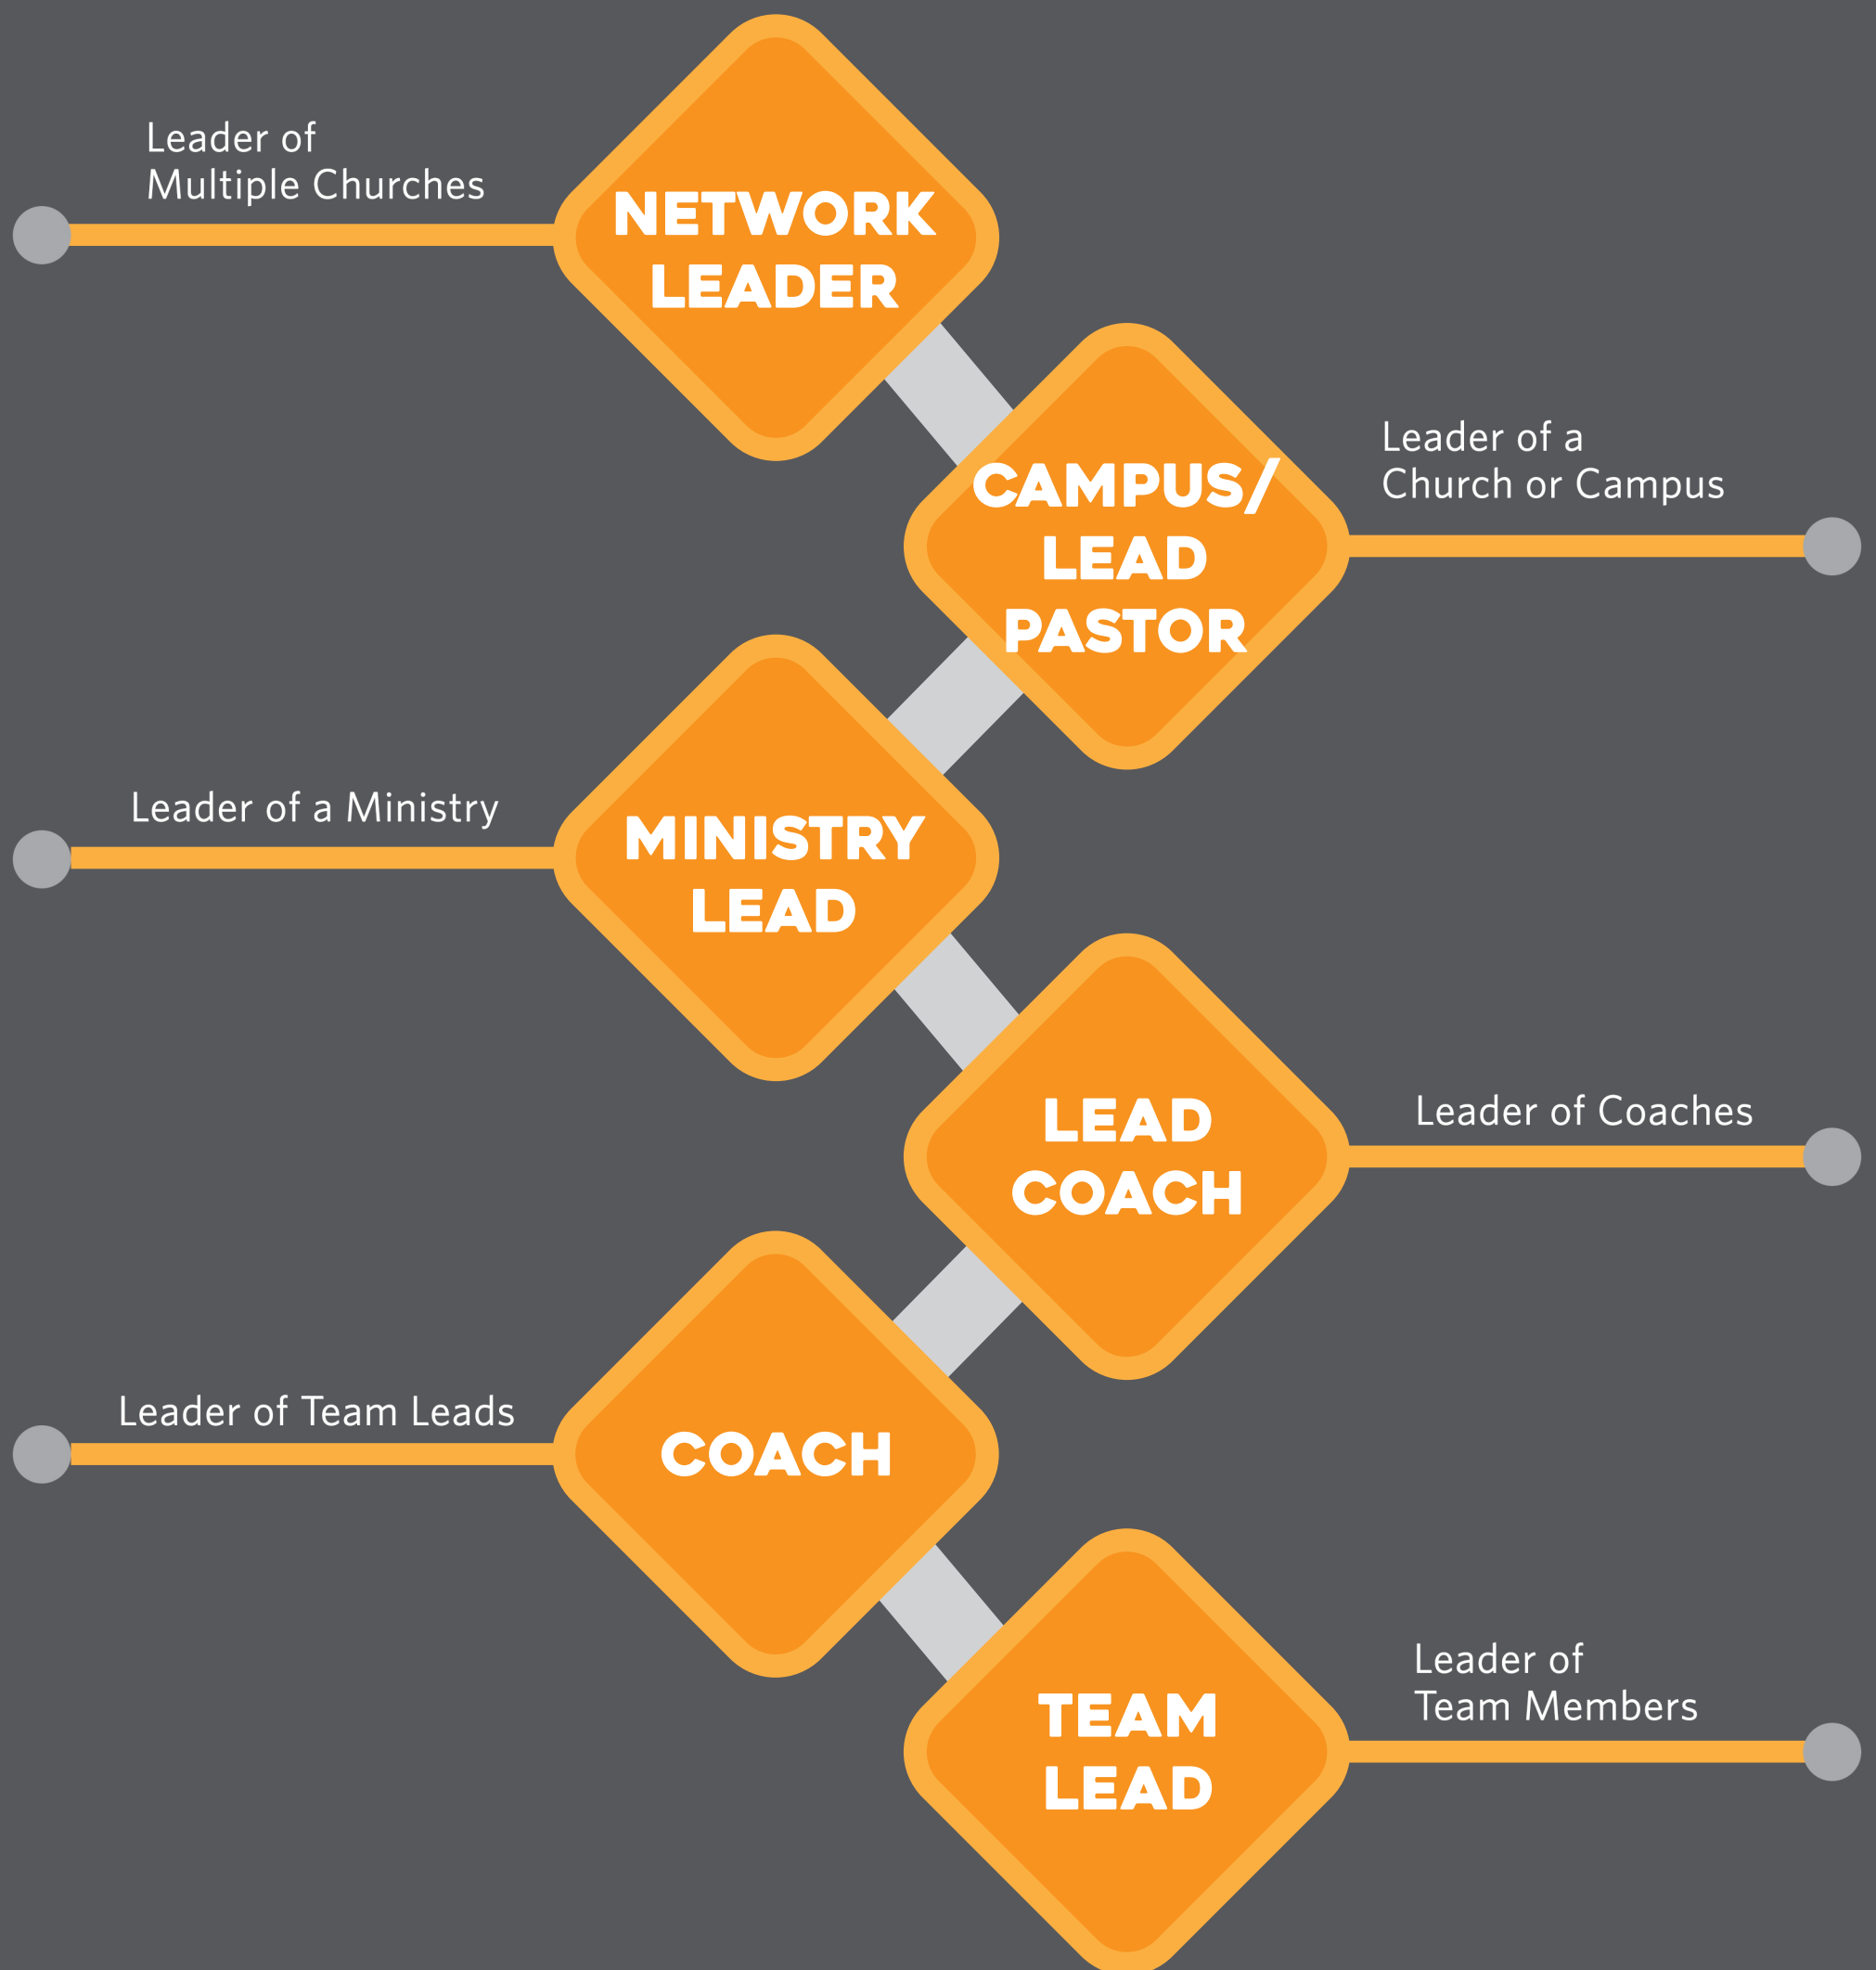 Leader of
Multiple Churches
NETWORK
LEADER
Leader of a
Church or Campus
CAMPUS/
LEAD
PASTOR
Leader of a Ministry
MINISTRY
LEAD
Leader of Coaches
LEAD
COACH
Leader of Team Leads
COACH
Leader of
Team Members
TEAM
LEAD